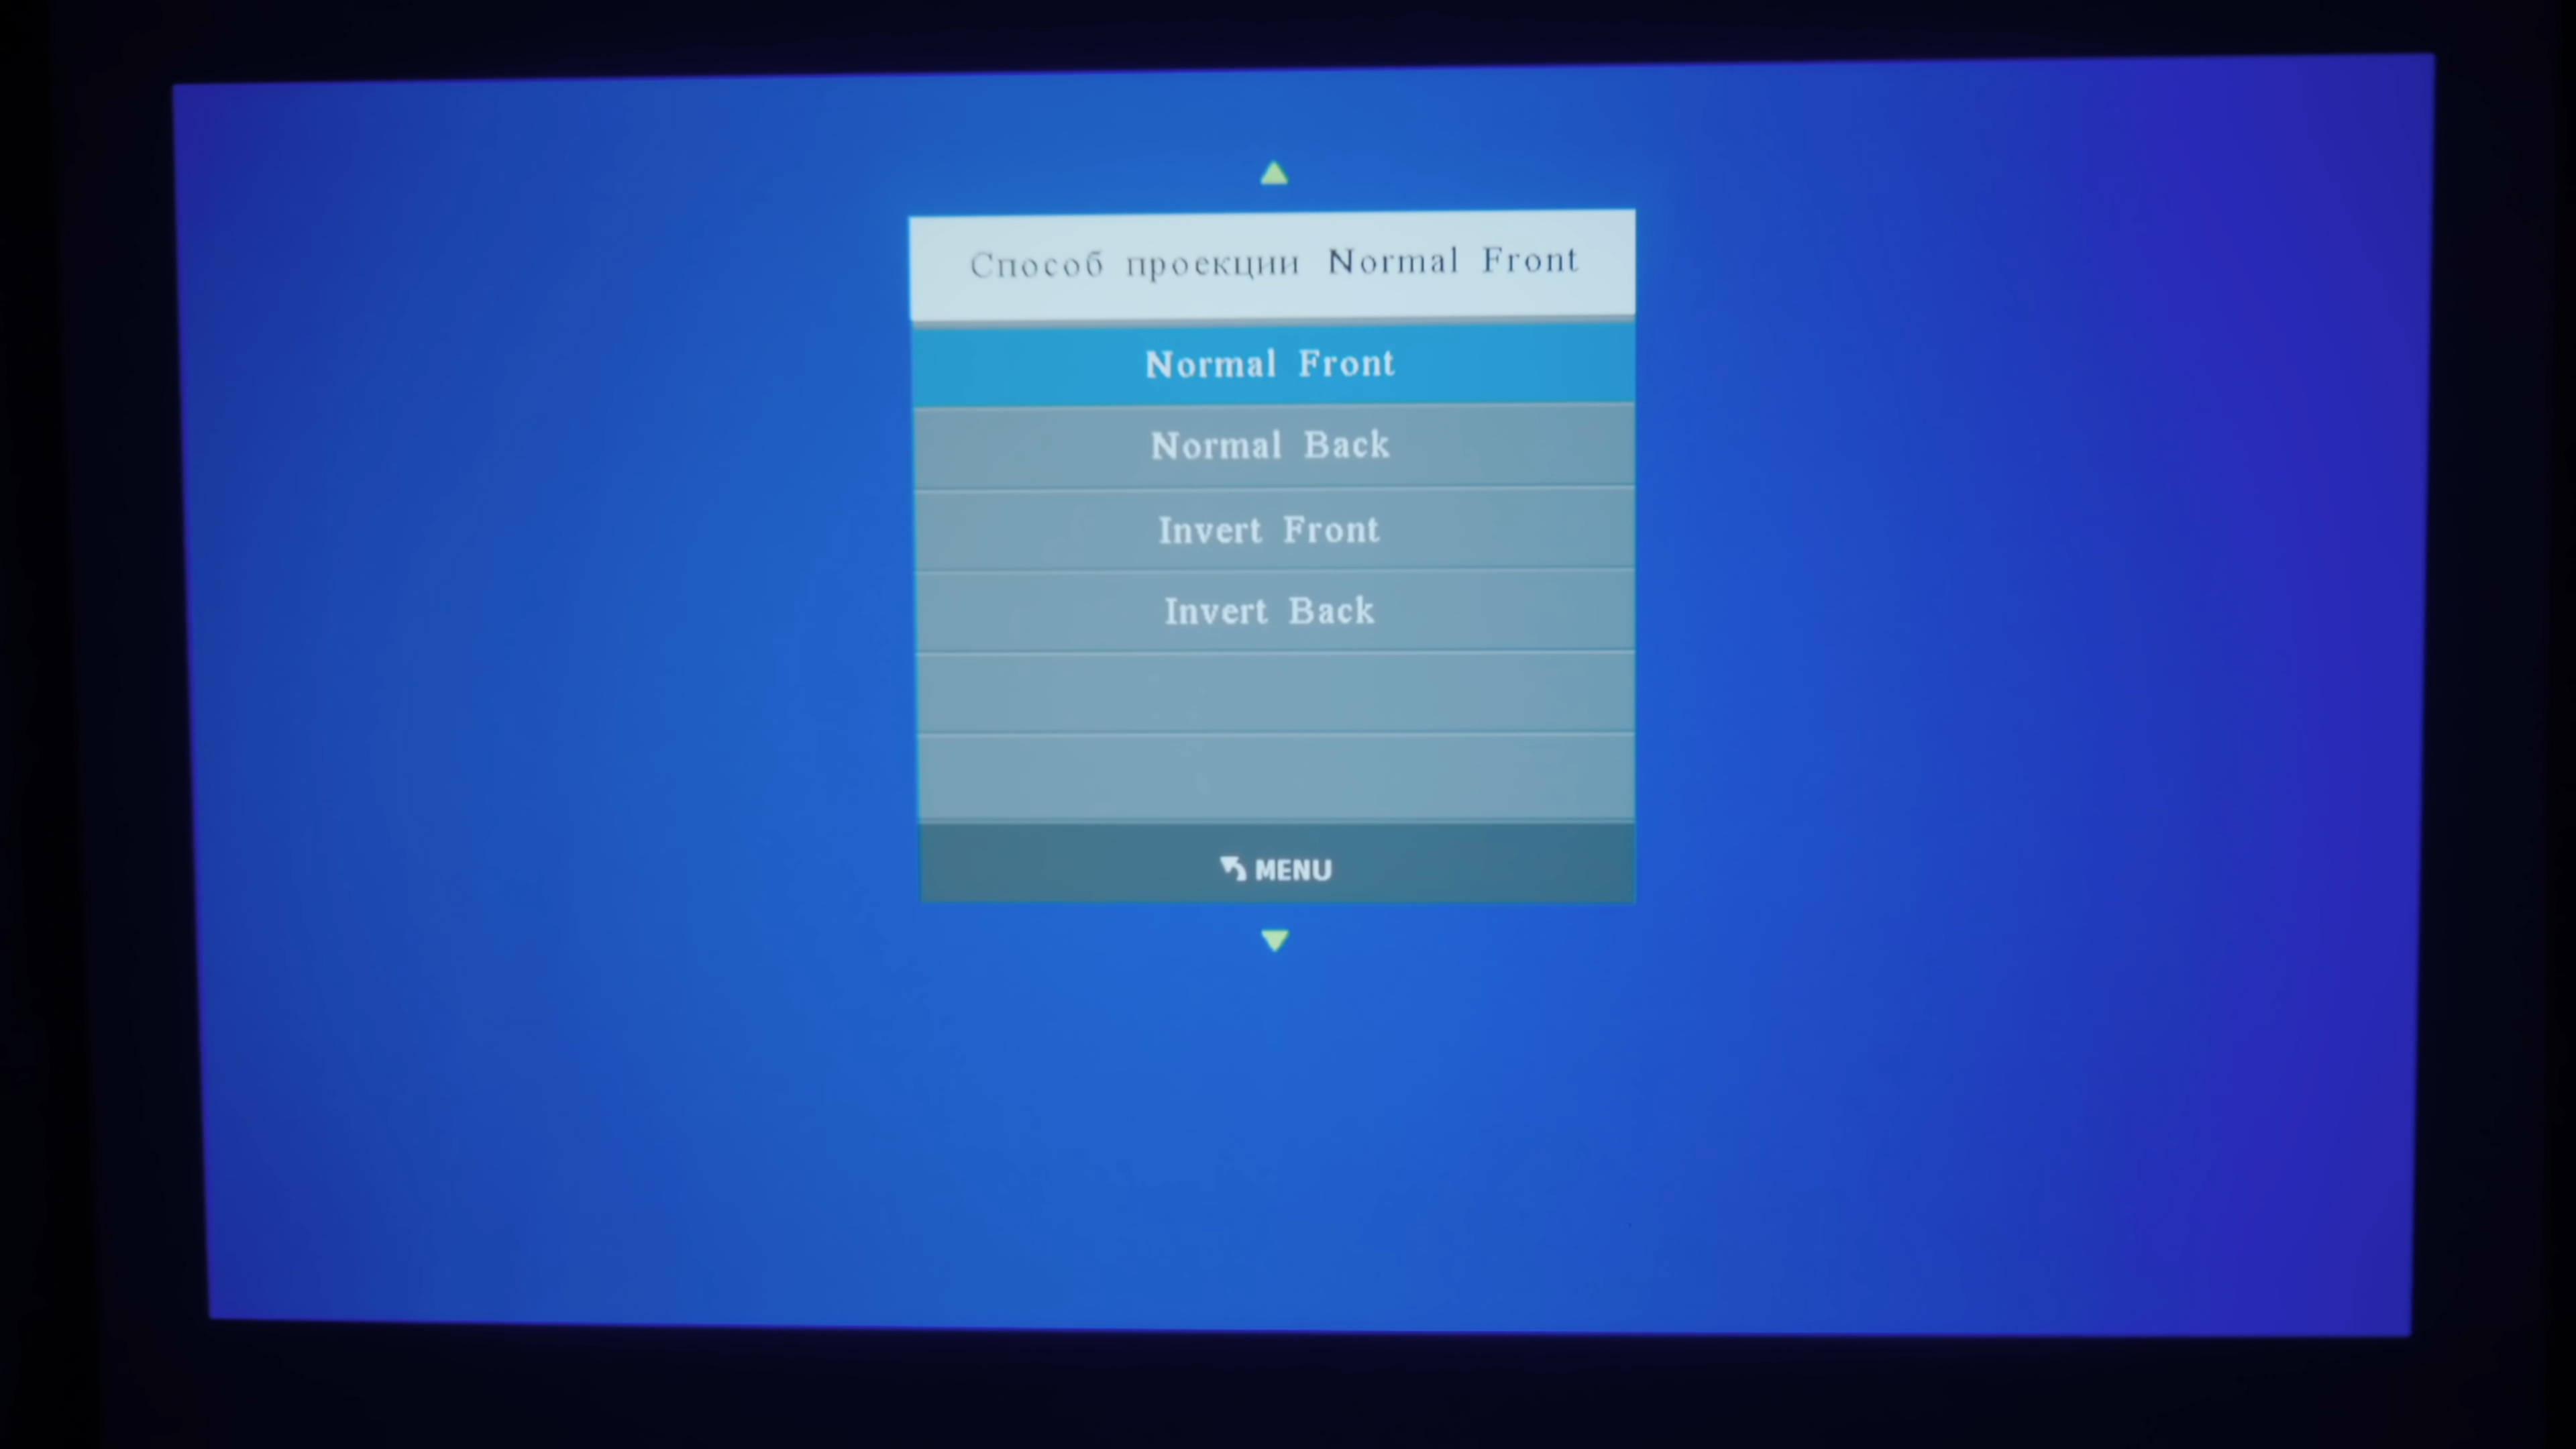 Способ проекции Normal Front
Normal Front
Normal Back
Invert Front
Invert Back
MENU